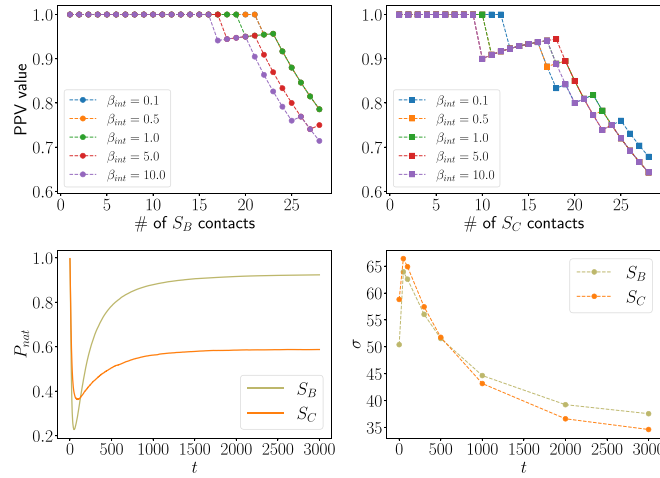 1.0
0.9
0.8
0.7
0.6
PPV value
β_int = 0.1
β_int = 0.5
β_int = 1.0
β_int = 5.0
β_int = 10.0
0 5 10 15 20 25
# of S_B contacts
1.0
0.9
0.8
0.7
0.6
β_int = 0.1
β_int = 0.5
β_int = 1.0
β_int = 5.0
β_int = 10.0
0 5 10 15 20 25
# of S_C contacts
1.0
0.8
0.6
0.4
0.2
P_nat
S_B
S_C
0 500 1000 1500 2000 2500 3000
t
65
60
55
50
45
40
35
σ
S_B
S_C
0 500 1000 1500 2000 2500 3000
t